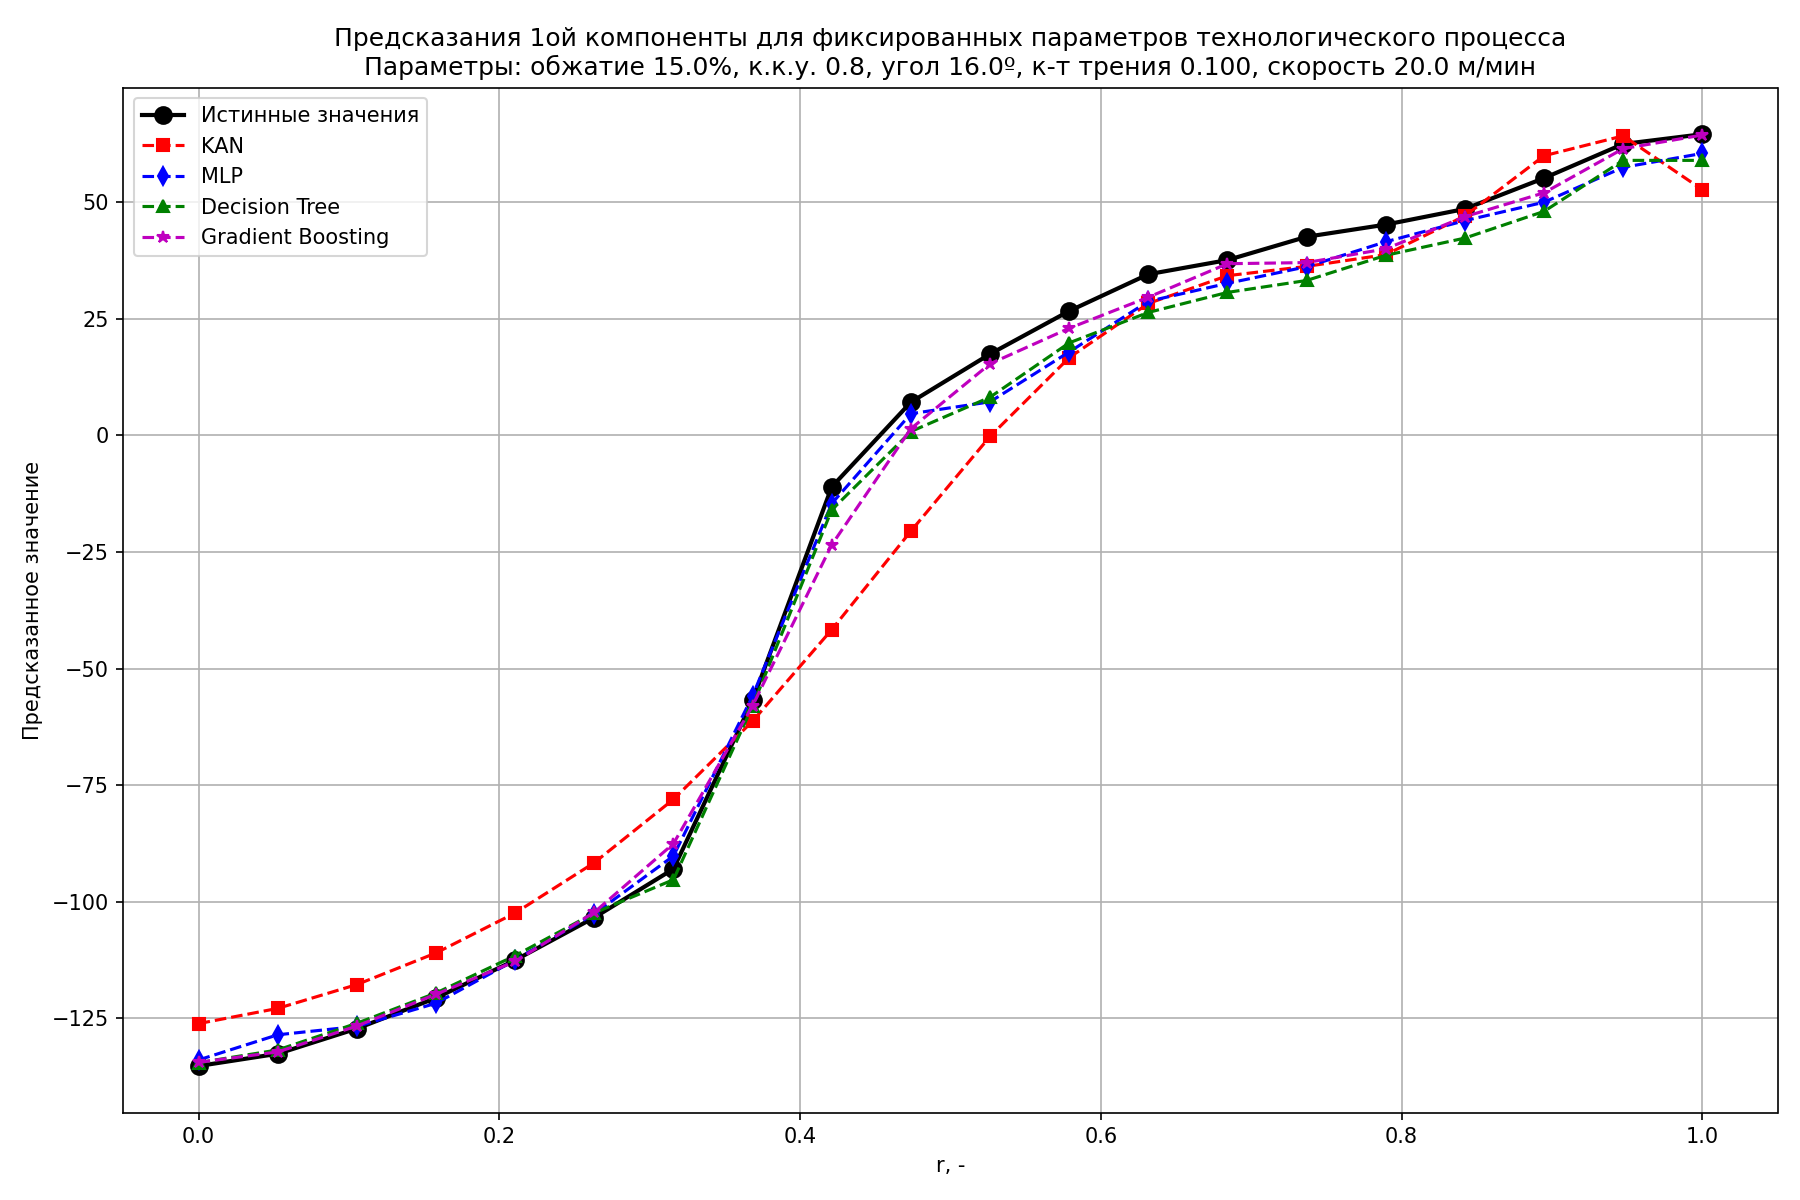 Предсказания 1ой компоненты для фиксированных параметров технологического процесса
Параметры: обжатие 15.0%, к.к.у. 0.8, угол 16.0º, к-т трения 0.100, скорость 20.0 м/мин
Истинные значения
KAN
MLP
Decision Tree
Gradient Boosting
Предсказанное значение
50
25
0
−25
−50
−75
−100
−125
0.0
0.2
0.4
0.6
0.8
1.0
r, -